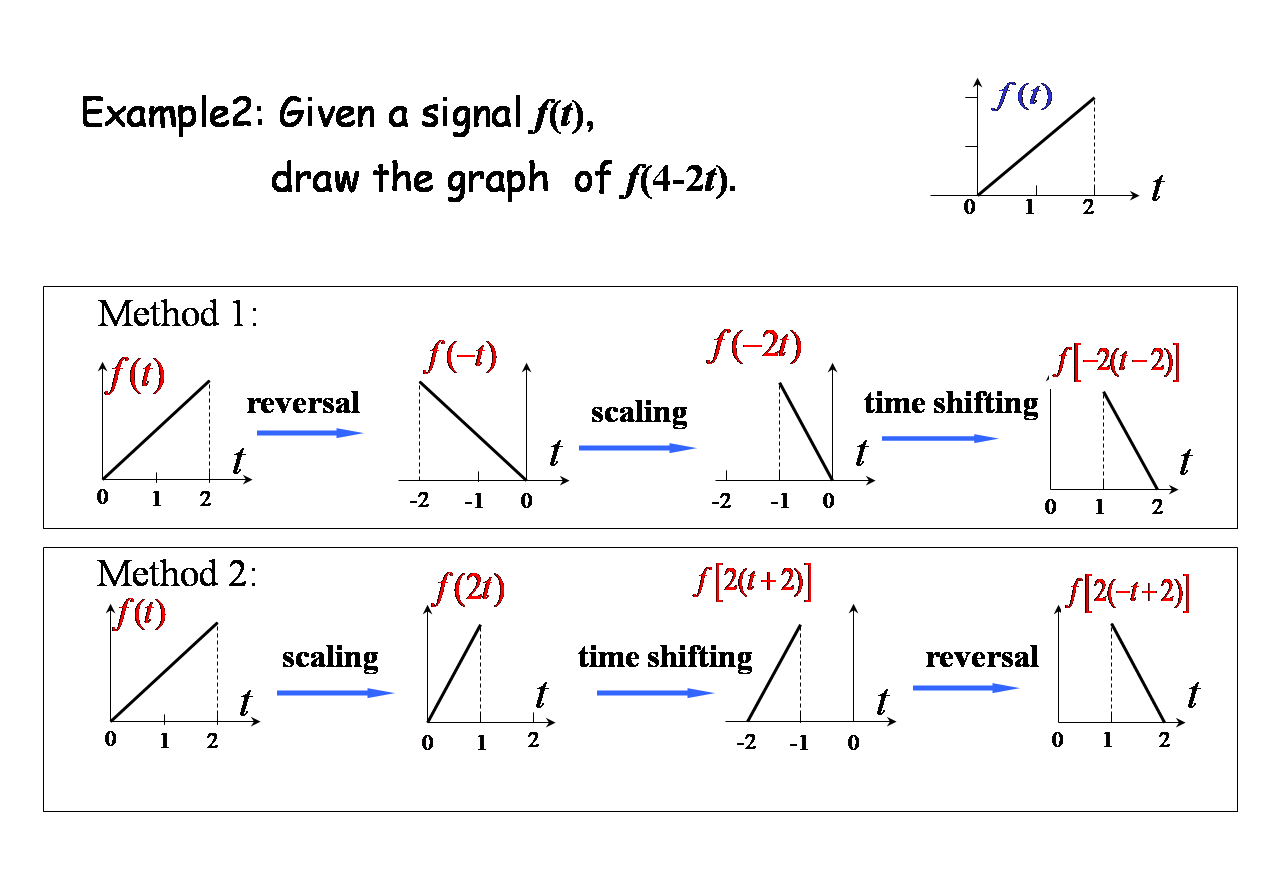 Example2: Given a signal f(t),
draw the graph of f(4-2t).
f(t)
t
0 1 2
Method 1:
f(t)
reversal
f(−t)
scaling
f(−2t)
time shifting
f[−2(t−2)]
t t t t
0 1 2 -2 -1 0 -2 -1 0 0 1 2
Method 2:
f(t)
scaling
f(2t)
time shifting
f[2(t+2)]
reversal
f[2(−t+2)]
t t t t
0 1 2 0 1 2 -2 -1 0 0 1 2